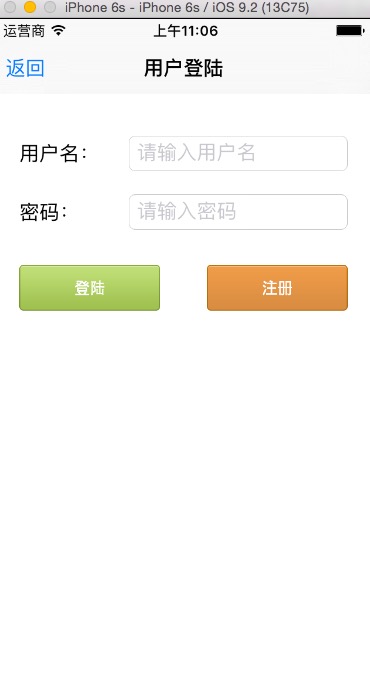 iPhone 6s - iPhone 6s / iOS 9.2 (13C75)
运营商 上午11:06
返回 用户登陆
用户名： 请输入用户名
密码： 请输入密码
登陆 注册